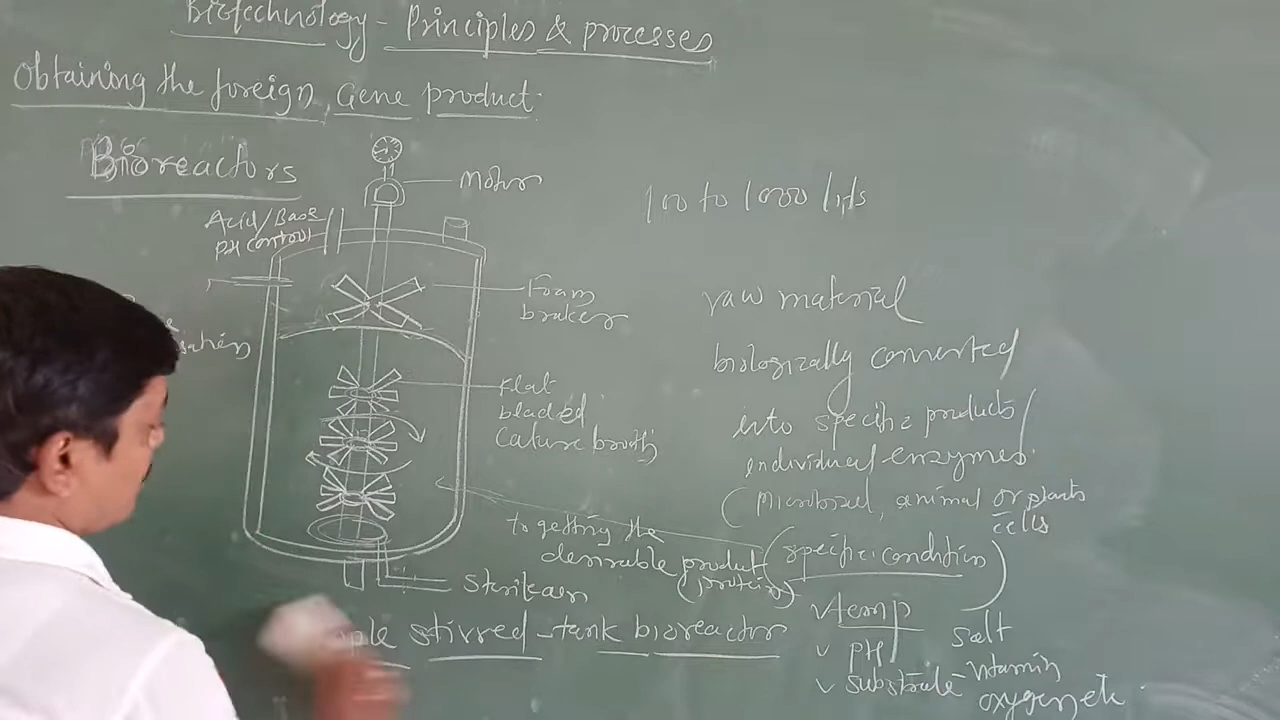 Biotechnology - Principles & processes
Obtaining the foreign Gene product.
Bioreactors
Motor
100 to 1000 lits
Acid/Base
PH control
Foam
braker
raw material
biologically converted
into specific products/
individual enzymes.
(Microbial, animal or plants
cells
Flat
bladed
Culture broth
to getting the
desirable product
(protein)
(specific condition)
Sterile air
stirred-tank bioreactor
✓ temp
✓ PH
✓ substrate
salt
vitamin
oxygen etc